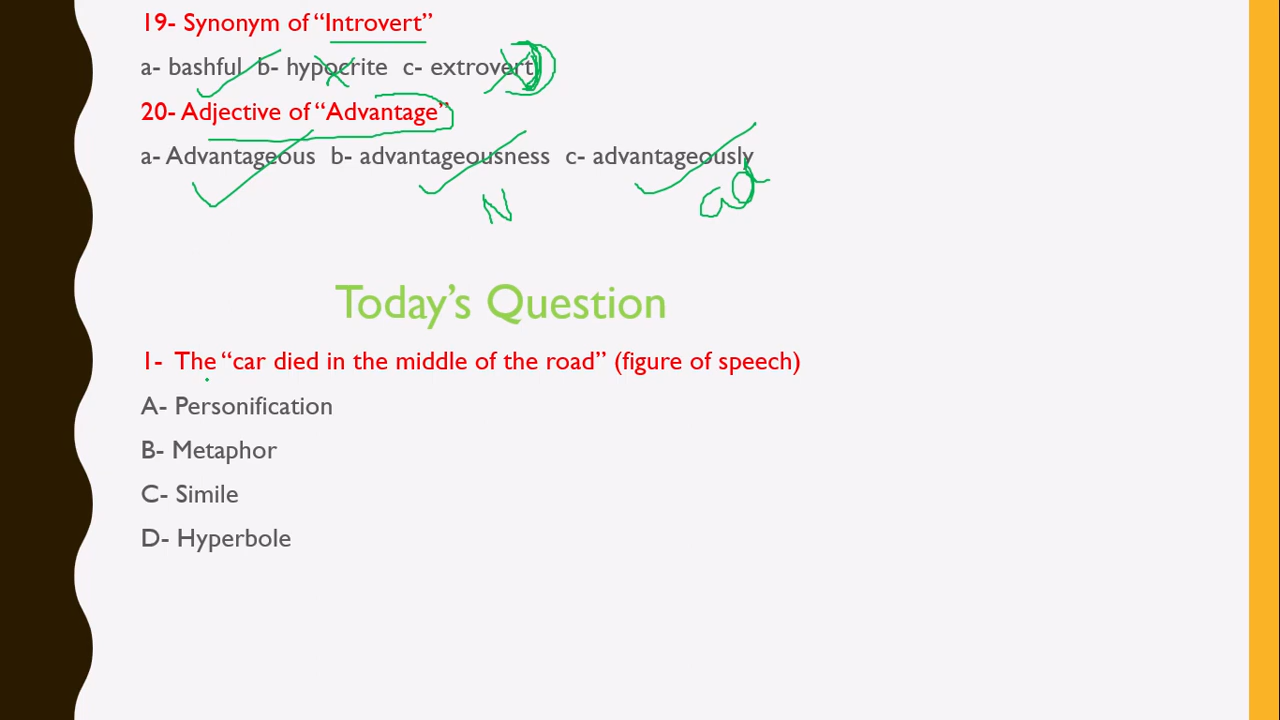 19- Synonym of “Introvert”
a- bashful b- hypocrite c- extrovert
20- Adjective of “Advantage”
a- Advantageous b- advantageousness c- advantageously
N ad
Today’s Question
1- The “car died in the middle of the road” (figure of speech)
A- Personification
B- Metaphor
C- Simile
D- Hyperbole